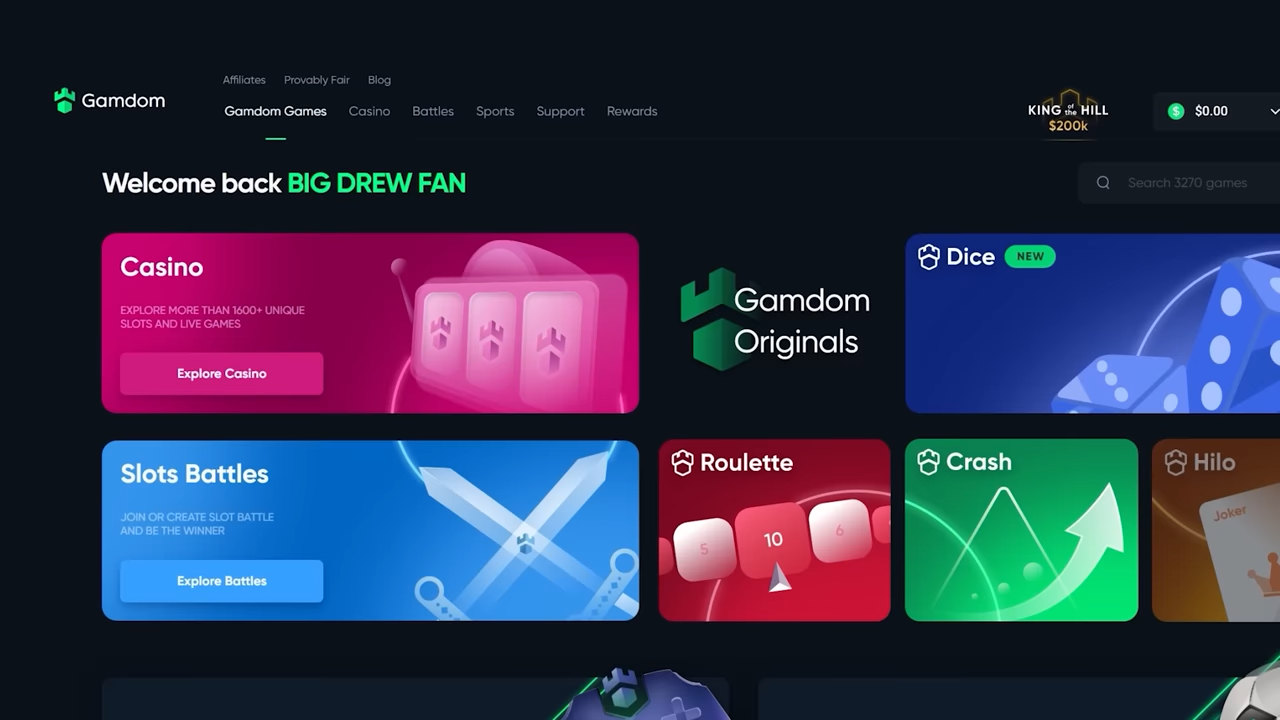 Affiliates Provably Fair Blog
Gamdom
Gamdom Games Casino Battles Sports Support Rewards
KING of the HILL
$200k
$ $0.00
Welcome back BIG DREW FAN
Search 3270 games
Casino
EXPLORE MORE THAN 1600+ UNIQUE
SLOTS AND LIVE GAMES
Explore Casino
Gamdom
Originals
Dice NEW
Slots Battles
JOIN OR CREATE SLOT BATTLE
AND BE THE WINNER
Explore Battles
Roulette
5 10 6
Crash
Hilo
Joker